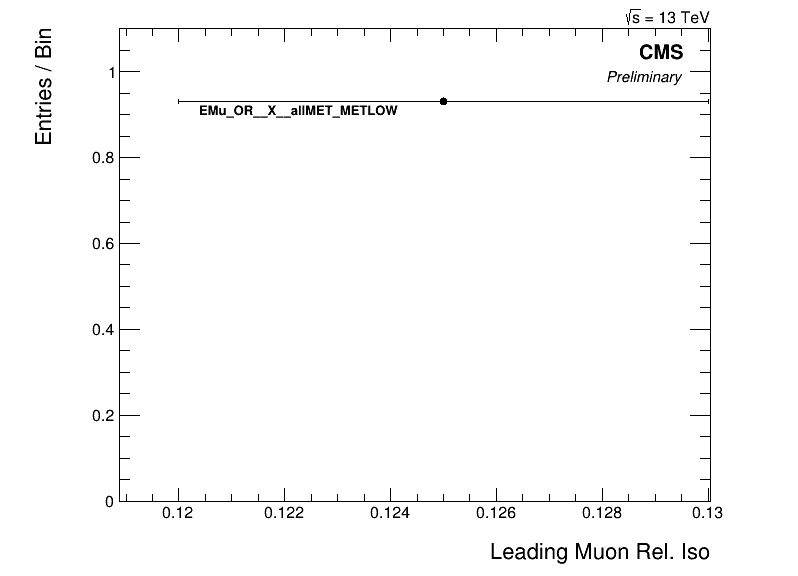 √s = 13 TeV
CMS
Preliminary
Entries / Bin
EMu_OR__X__allMET_METLOW
1
0.8
0.6
0.4
0.2
0
0.12 0.122 0.124 0.126 0.128 0.13
Leading Muon Rel. Iso